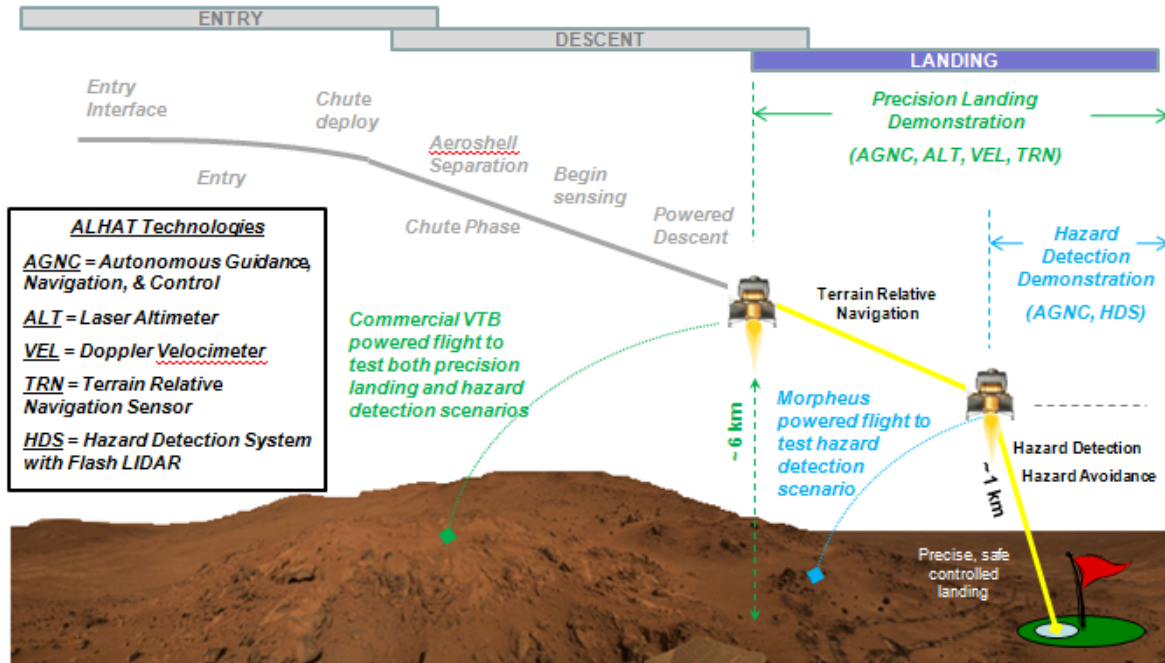 ENTRY
DESCENT
LANDING
Entry
Interface
Chute
deploy
Aeroshell
Separation
Begin
sensing
Entry
Chute Phase
Powered
Descent
Precision Landing
Demonstration
(AGNC, ALT, VEL, TRN)
Hazard
Detection
Demonstration
(AGNC, HDS)
ALHAT Technologies
AGNC = Autonomous Guidance,
Navigation, & Control
ALT = Laser Altimeter
VEL = Doppler Velocimeter
TRN = Terrain Relative
Navigation Sensor
HDS = Hazard Detection System
with Flash LIDAR
Commercial VTB
powered flight to
test both precision
landing and hazard
detection scenarios
Terrain Relative
Navigation
~ 6 km
Morpheus
powered flight to
test hazard
detection
scenario
~1 km
Hazard Detection
Hazard Avoidance
Precise, safe
controlled
landing